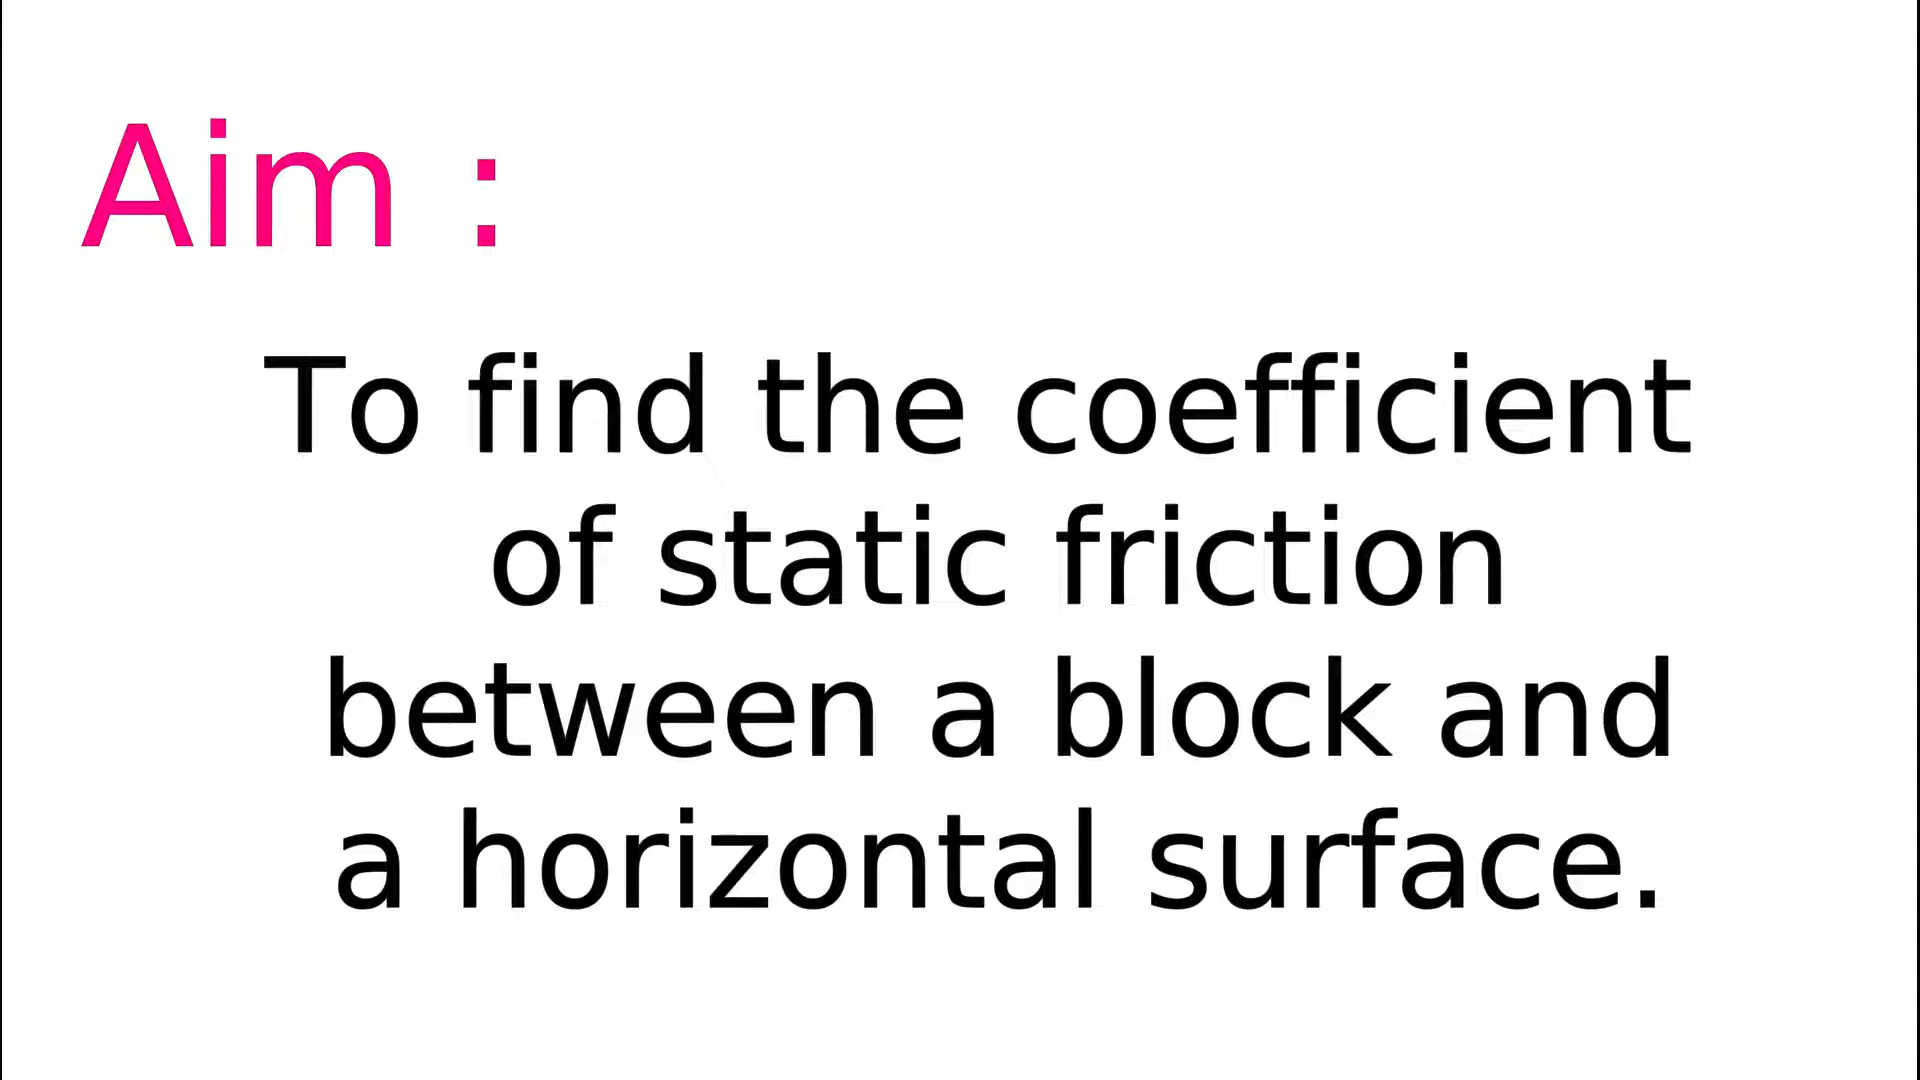 Aim :
To find the coefficient
of static friction
between a block and
a horizontal surface.